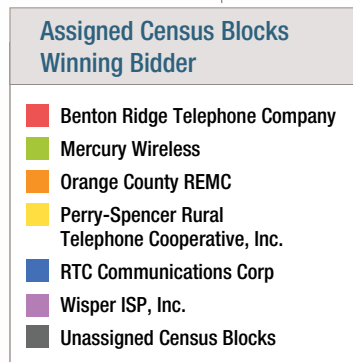 Assigned Census Blocks
Winning Bidder
Benton Ridge Telephone Company
Mercury Wireless
Orange County REMC
Perry-Spencer Rural
Telephone Cooperative, Inc.
RTC Communications Corp
Wisper ISP, Inc.
Unassigned Census Blocks